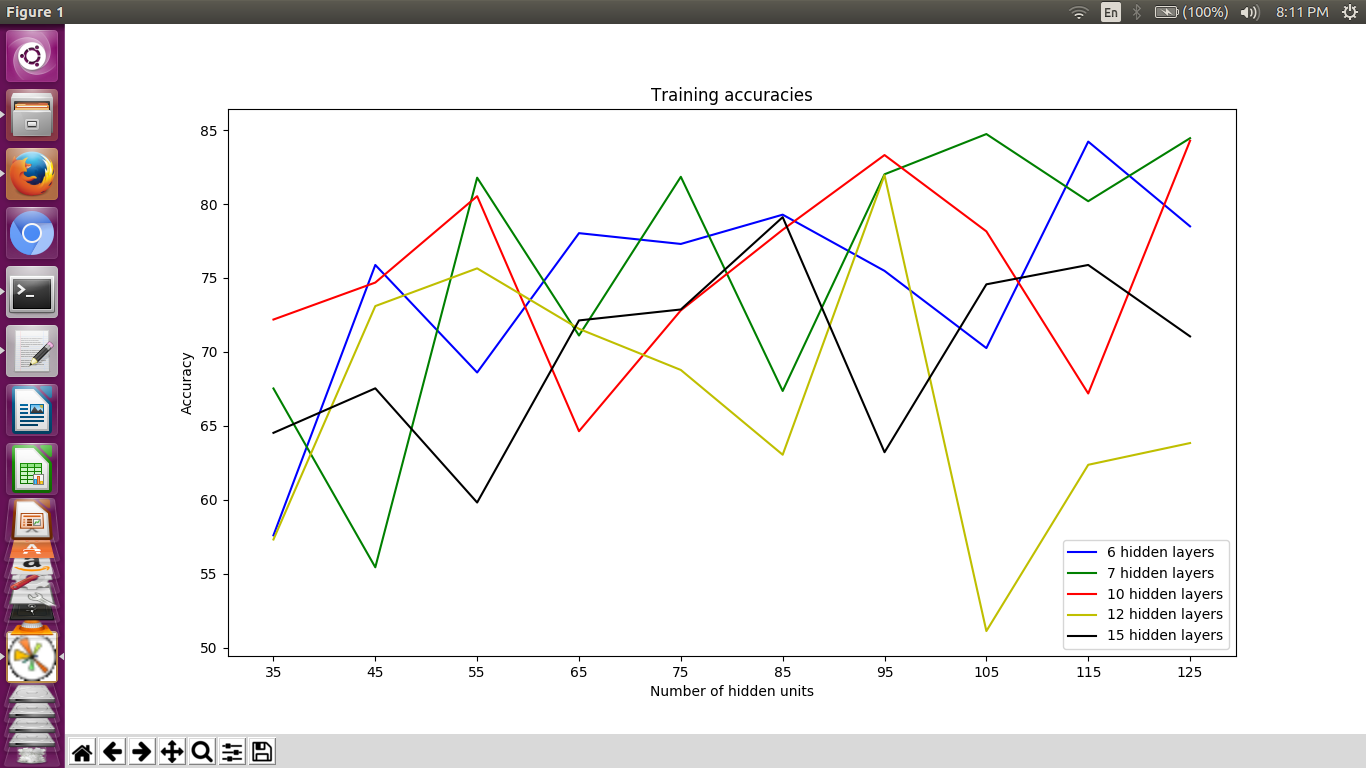 Figure 1
En
(100%)
8:11 PM
Training accuracies
85
80
75
70
65
60
55
50
Accuracy
35 45 55 65 75 85 95 105 115 125
Number of hidden units
6 hidden layers
7 hidden layers
10 hidden layers
12 hidden layers
15 hidden layers
>_
a